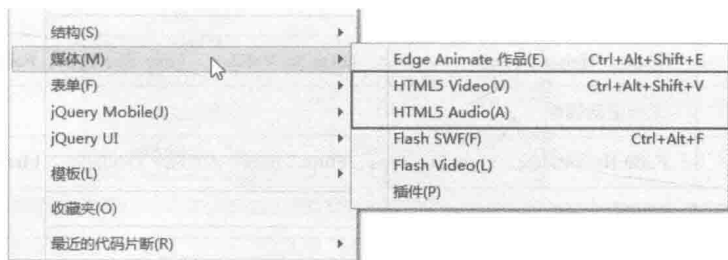 结构(S)
媒体(M)
表单(F)
jQuery Mobile(J)
jQuery UI
模板(L)
收藏夹(O)
最近的代码片断(R)
Edge Animate 作品(E) Ctrl+Alt+Shift+E
HTML5 Video(V) Ctrl+Alt+Shift+V
HTML5 Audio(A)
Flash SWF(F) Ctrl+Alt+F
Flash Video(L)
插件(P)